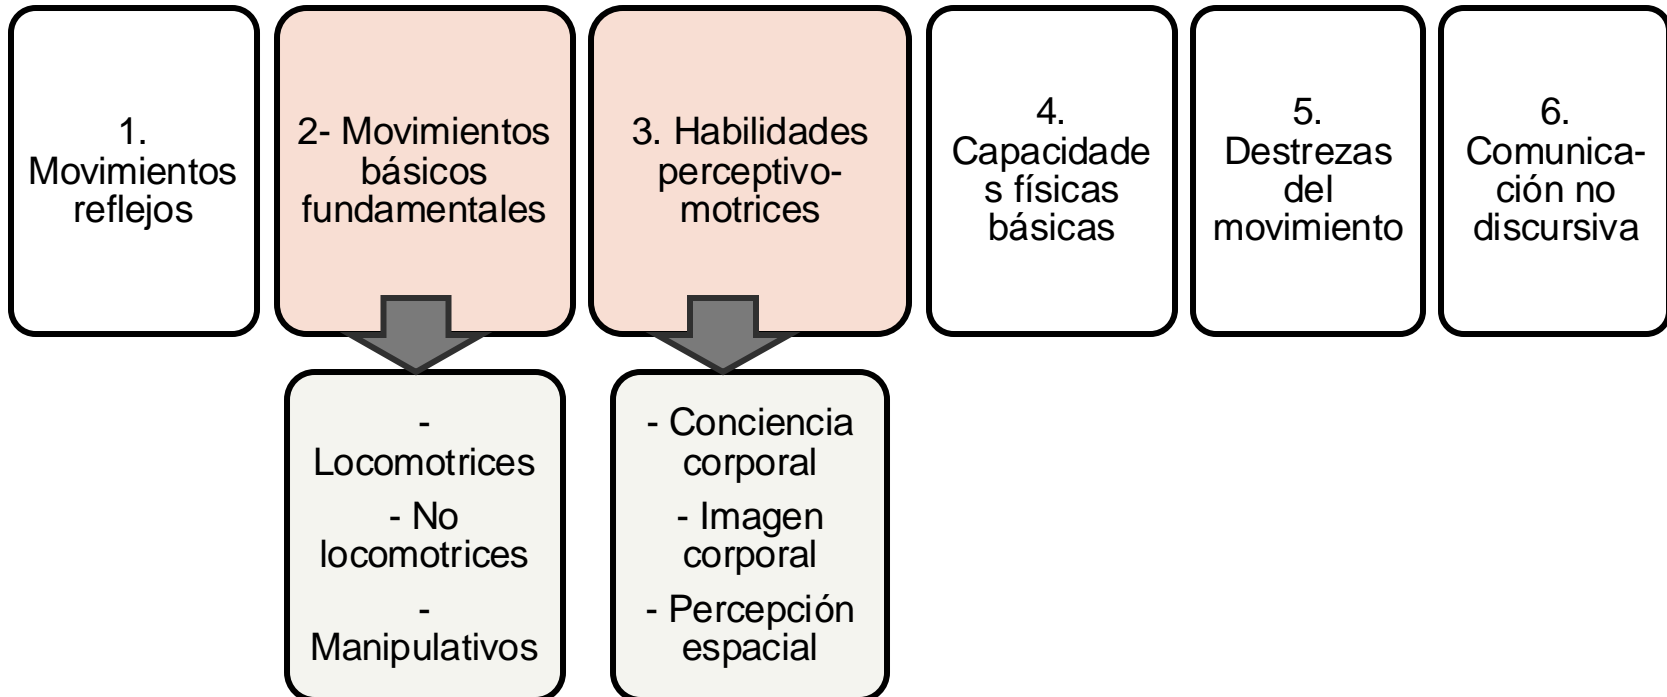 1.
Movimientos
reflejos
2- Movimientos
básicos
fundamentales
3. Habilidades
perceptivo-
motrices
4.
Capacidade
s físicas
básicas
5.
Destrezas
del
movimiento
6.
Comunica-
ción no
discursiva
-
Locomotrices
- No
locomotrices
-
Manipulativos
- Conciencia
corporal
- Imagen
corporal
- Percepción
espacial